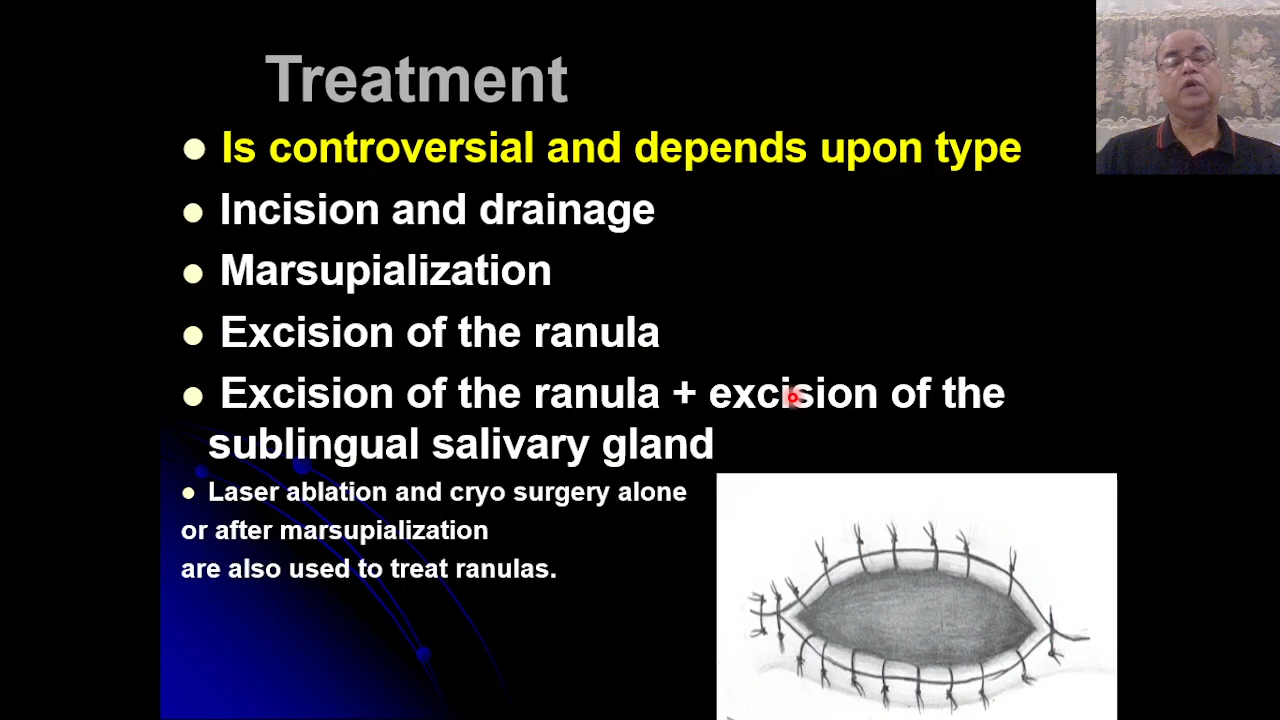 Treatment
Is controversial and depends upon type
Incision and drainage
Marsupialization
Excision of the ranula
Excision of the ranula + excision of the
sublingual salivary gland
Laser ablation and cryo surgery alone
or after marsupialization
are also used to treat ranulas.